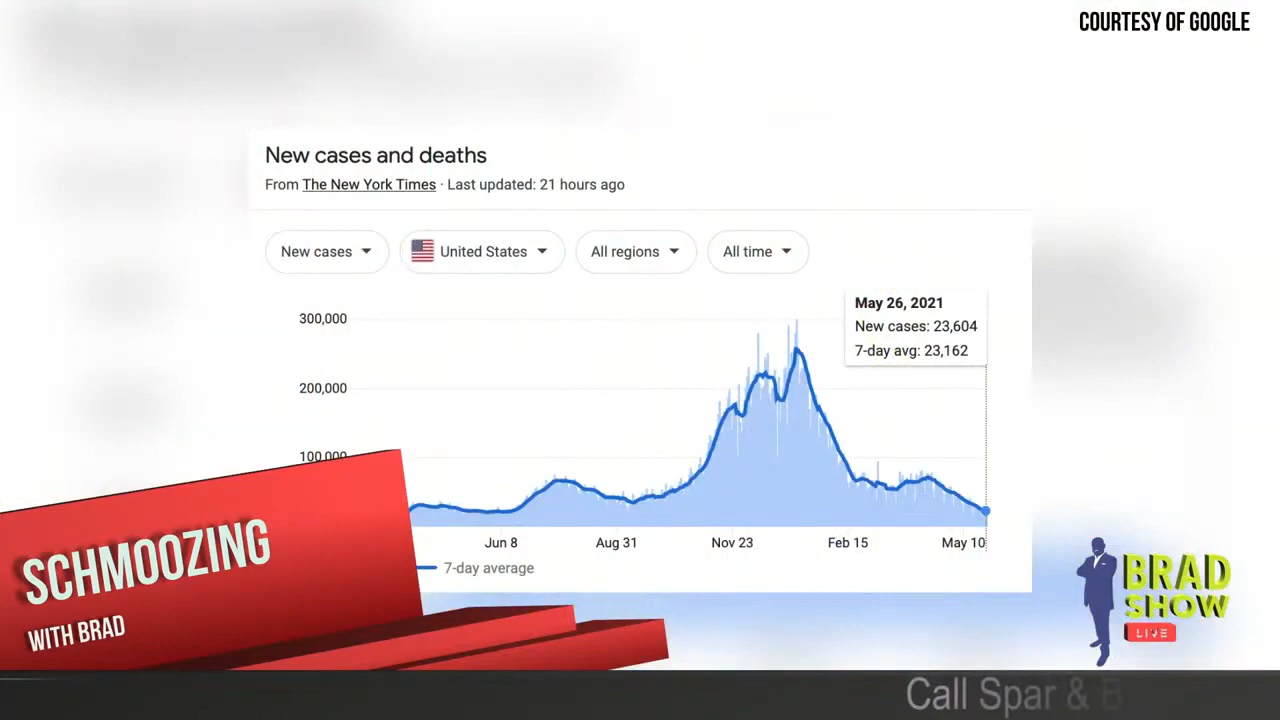 COURTESY OF GOOGLE
New cases and deaths
From The New York Times · Last updated: 21 hours ago
New cases
United States
All regions
All time
May 26, 2021
New cases: 23,604
7-day avg: 23,162
300,000
200,000
100,000
Jun 8
Aug 31
Nov 23
Feb 15
May 10
7-day average
SCHMOOZING
WITH BRAD
BRAD
SHOW
LIVE
Call Spar & B